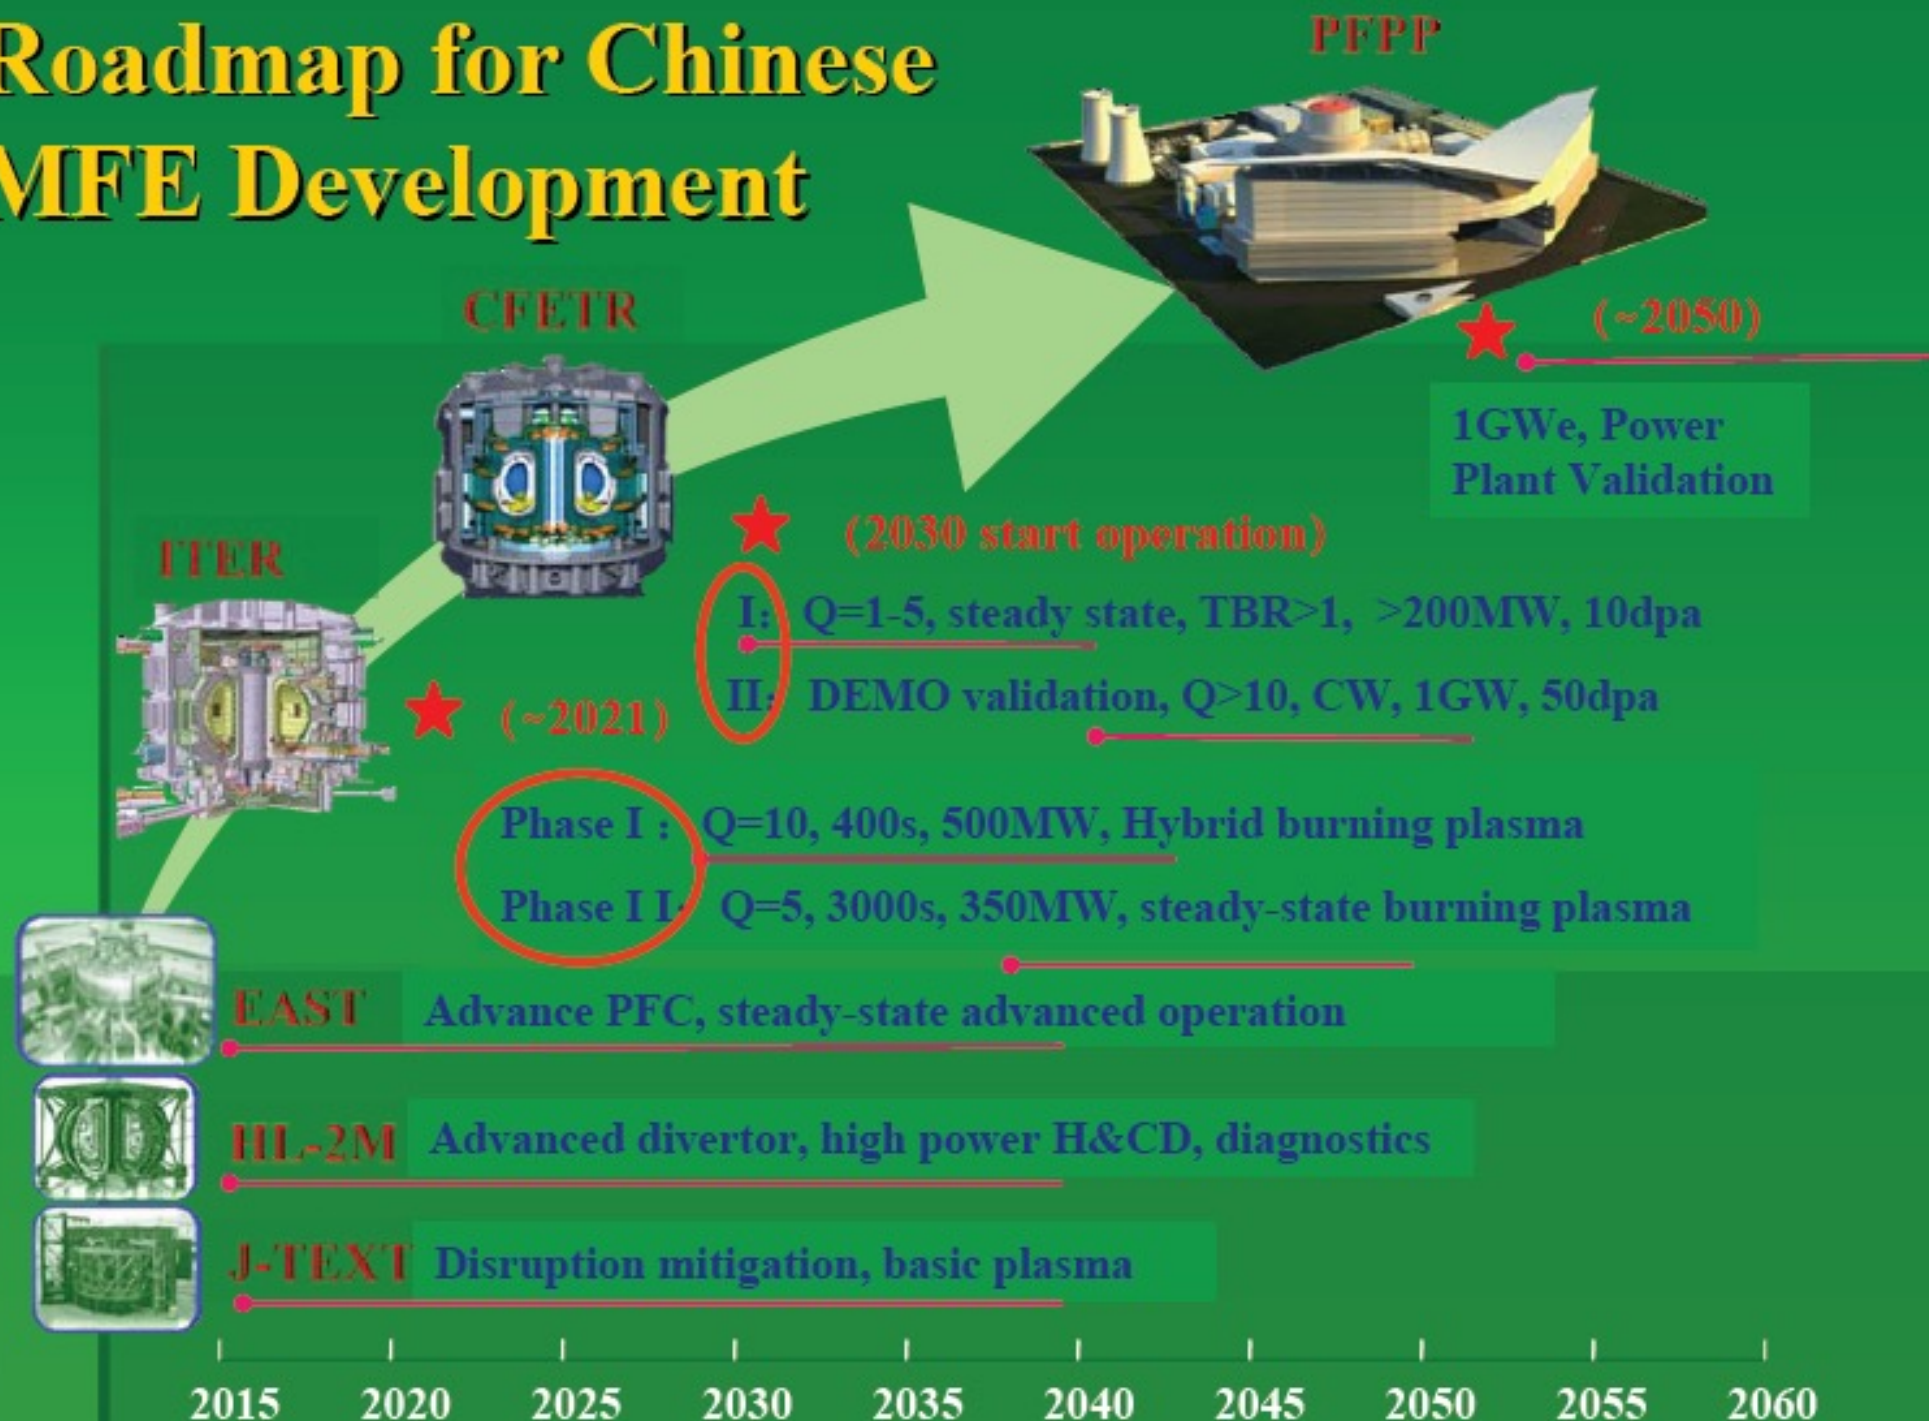 Roadmap for Chinese
MFE Development
PFPP
(~2050)
1GWe, Power
Plant Validation
CFETR
(2030 start operation)
I: Q=1-5, steady state, TBR>1, >200MW, 10dpa
II: DEMO validation, Q>10, CW, 1GW, 50dpa
ITER
(~2021)
Phase I : Q=10, 400s, 500MW, Hybrid burning plasma
Phase I I: Q=5, 3000s, 350MW, steady-state burning plasma
EAST Advance PFC, steady-state advanced operation
HL-2M Advanced divertor, high power H&CD, diagnostics
J-TEXT Disruption mitigation, basic plasma
2015 2020 2025 2030 2035 2040 2045 2050 2055 2060